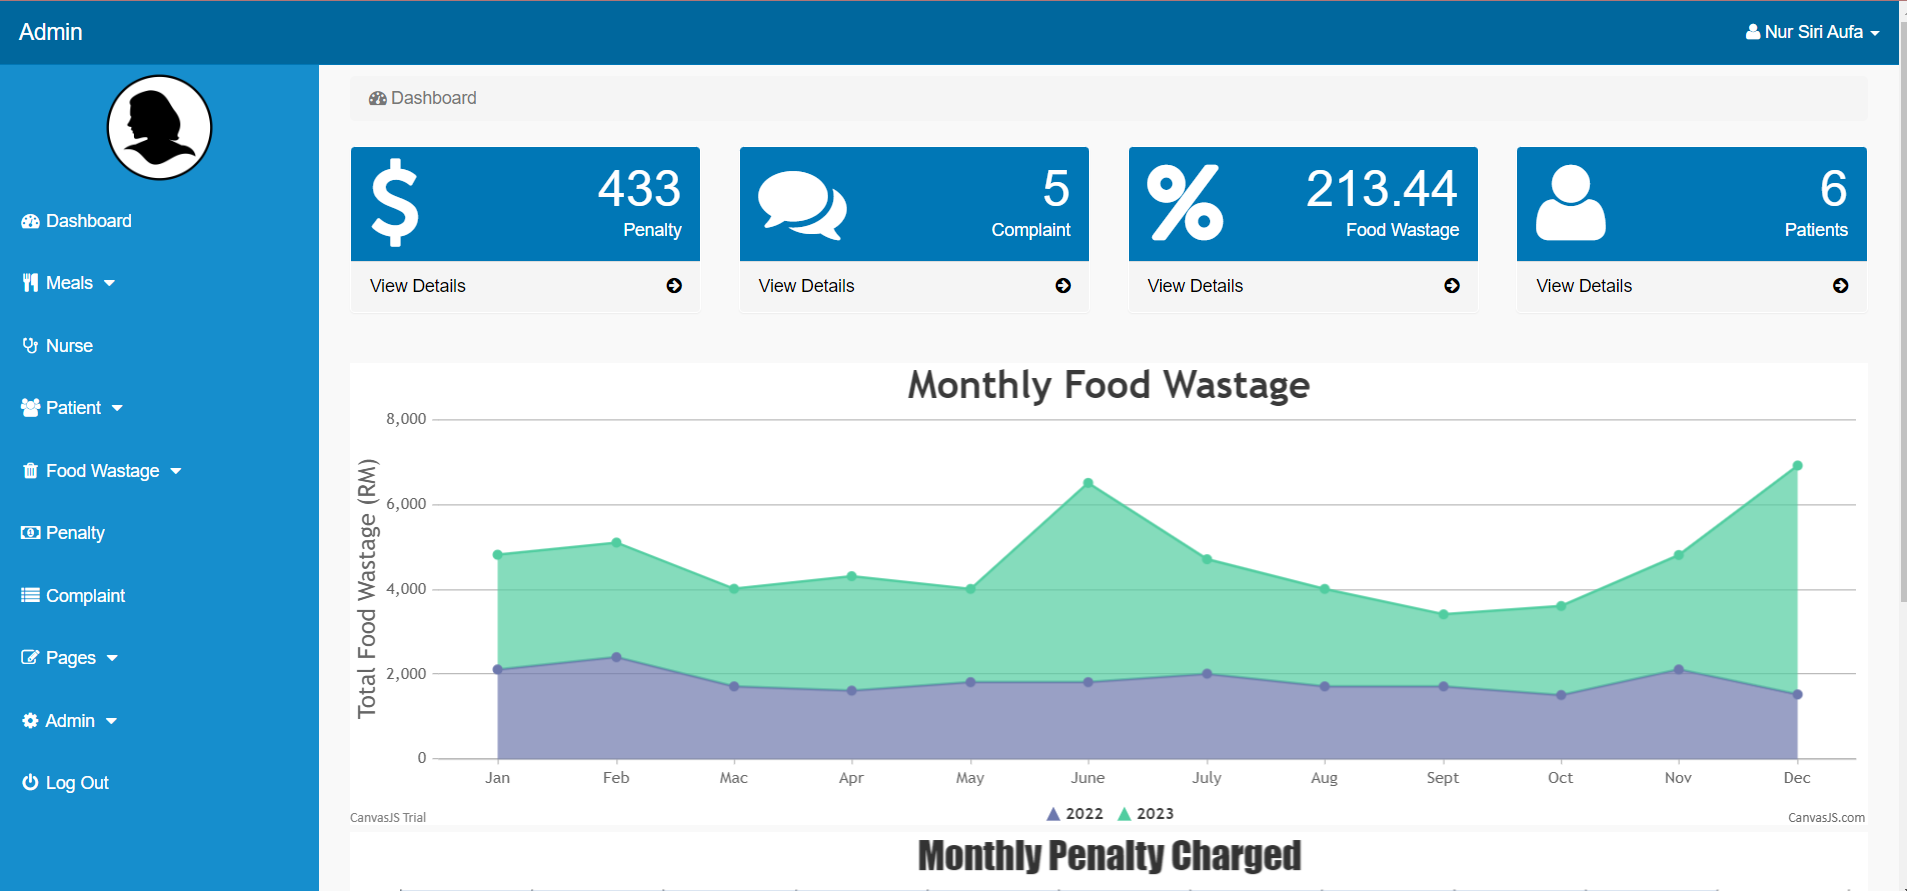 Admin
Nur Siri Aufa
Dashboard
Meals
Nurse
Patient
Food Wastage
Penalty
Complaint
Pages
Admin
Log Out
Dashboard
433
Penalty
View Details
5
Complaint
View Details
213.44
Food Wastage
View Details
6
Patients
View Details
Monthly Food Wastage
Total Food Wastage (RM)
8,000
6,000
4,000
2,000
0
Jan Feb Mac Apr May June July Aug Sept Oct Nov Dec
2022 2023
CanvasJS Trial
CanvasJS.com
Monthly Penalty Charged